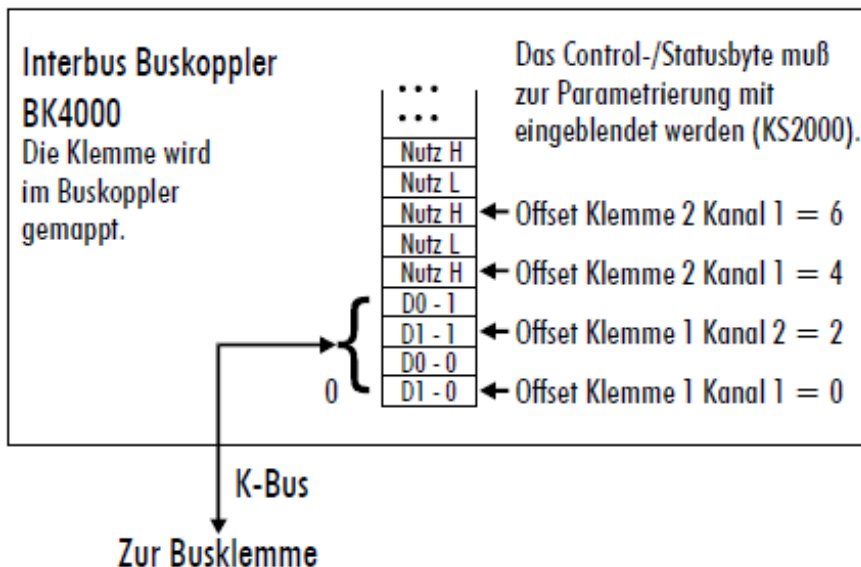 Interbus Buskoppler
BK4000
Die Klemme wird
im Buskoppler
gemappt.
Das Control-/Statusbyte muß
zur Parametrierung mit
eingeblendet werden (KS2000).
•••
•••
Nutz H
Nutz L
Nutz H
Offset Klemme 2 Kanal 1 = 6
Nutz L
Nutz H
Offset Klemme 2 Kanal 1 = 4
D0 - 1
D1 - 1
Offset Klemme 1 Kanal 2 = 2
D0 - 0
0
D1 - 0
Offset Klemme 1 Kanal 1 = 0
K-Bus
Zur Busklemme